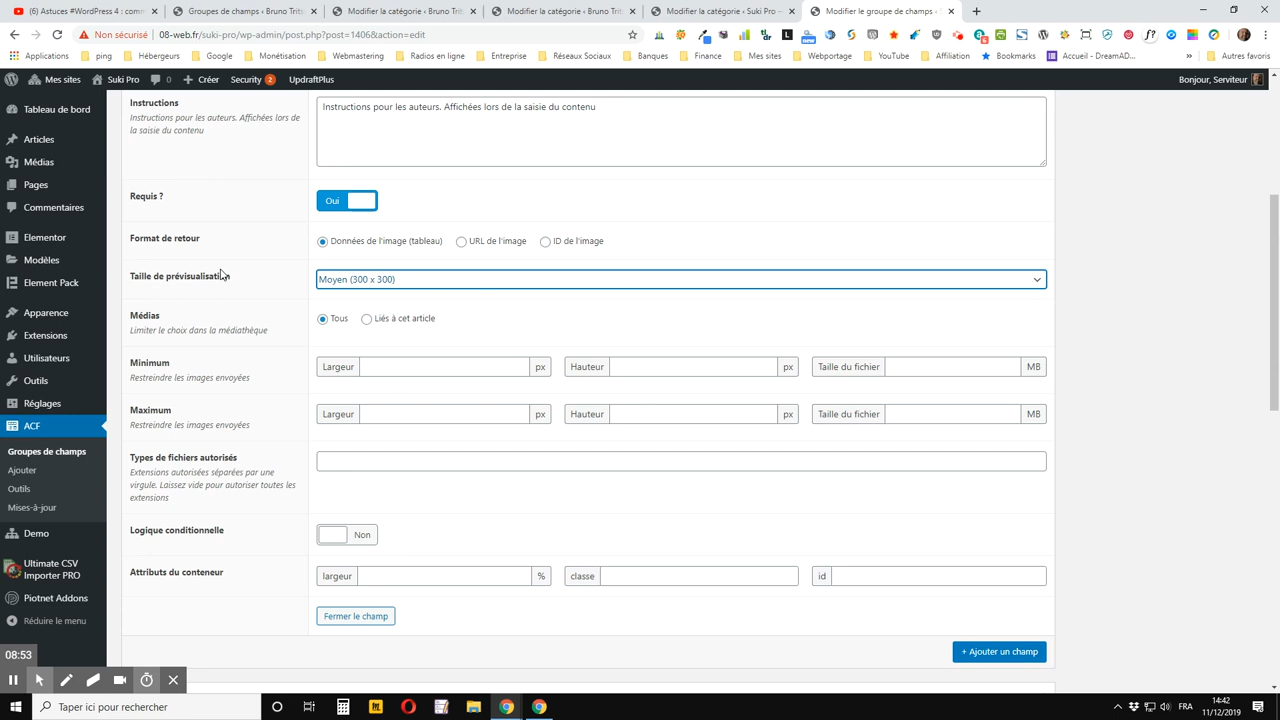 (6) Astuces #WordPress 4 : comm
Groupes de champs ‹ Bruno Tritsc
Modifier la catégorie ‹ Bruno Trit
Modifier la catégorie ‹ Bruno Trit
Modifier la catégorie ‹ Suki Pro —
Modifier le groupe de champs ‹ S
Non sécurisé 08-web.fr/suki-pro/wp-admin/post.php?post=1406&action=edit
Applications ping Hébergeurs Google Monétisation Webmastering Radios en ligne Entreprise Réseaux Sociaux Banques Finance Mes sites Webportage YouTube Affiliation Bookmarks Accueil - DreamAD... » Autres favoris
Mes sites Suki Pro 0 Créer Security 2 UpdraftPlus Bonjour, Serviteur
Tableau de bord
Articles
Médias
Pages
Commentaires
Elementor
Modèles
Element Pack
Apparence
Extensions
Utilisateurs
Outils
Réglages
ACF
Groupes de champs
Ajouter
Outils
Mises-à-jour
Demo
Ultimate CSV
Importer PRO
Piotnet Addons
Réduire le menu
Instructions
Instructions pour les auteurs. Affichées lors de
la saisie du contenu
Instructions pour les auteurs. Affichées lors de la saisie du contenu
Requis ?
Oui
Format de retour
Données de l'image (tableau) URL de l'image ID de l'image
Taille de prévisualisation
Moyen (300 x 300)
Médias
Limiter le choix dans la médiathèque
Tous Liés à cet article
Minimum
Restreindre les images envoyées
Largeur px Hauteur px Taille du fichier MB
Maximum
Restreindre les images envoyées
Largeur px Hauteur px Taille du fichier MB
Types de fichiers autorisés
Extensions autorisées séparées par une
virgule. Laissez vide pour autoriser toutes les
extensions
Logique conditionnelle
Non
Attributs du conteneur
largeur % classe id
Fermer le champ
+ Ajouter un champ
08:53
Taper ici pour rechercher
FRA
14:42
11/12/2019